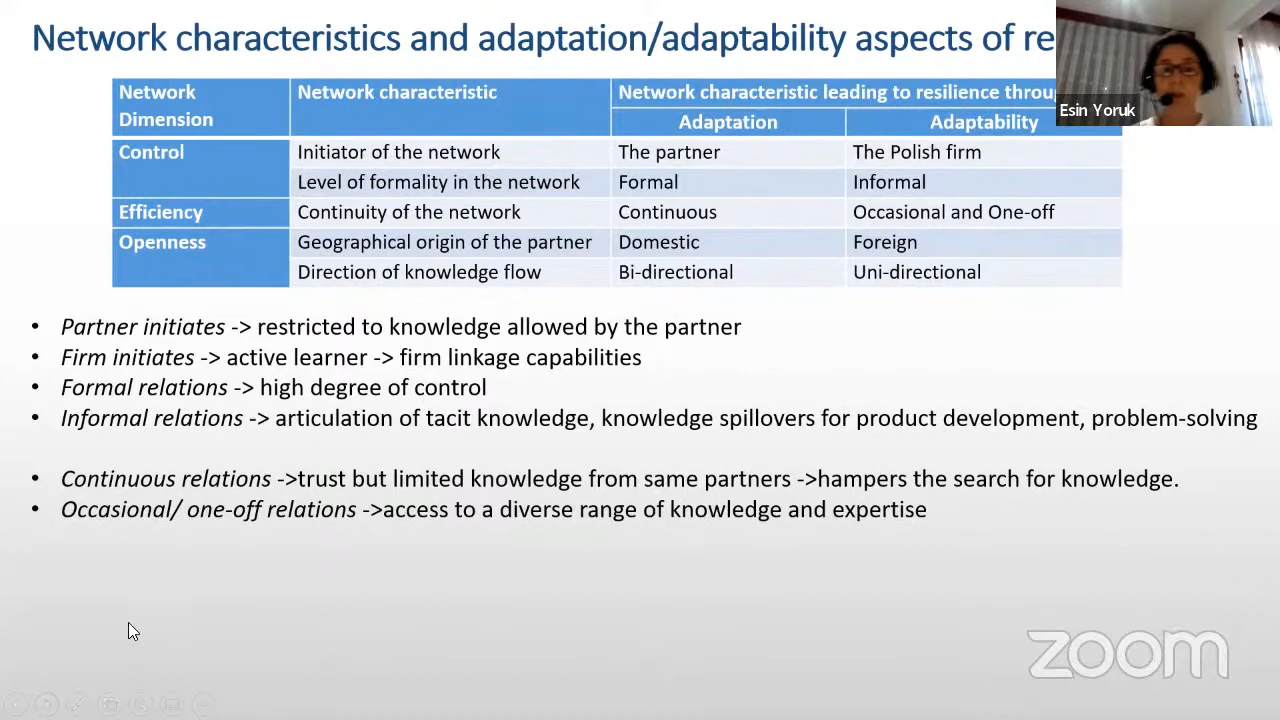 Network characteristics and adaptation/adaptability aspects of
Esin Yoruk
Network Dimension
Network characteristic
Network characteristic leading to resilience
Adaptation
Adaptability
Control
Initiator of the network
The partner
The Polish firm
Level of formality in the network
Formal
Informal
Efficiency
Continuity of the network
Continuous
Occasional and One-off
Openness
Geographical origin of the partner
Domestic
Foreign
Direction of knowledge flow
Bi-directional
Uni-directional
• Partner initiates -> restricted to knowledge allowed by the partner
• Firm initiates -> active learner -> firm linkage capabilities
• Formal relations -> high degree of control
• Informal relations -> articulation of tacit knowledge, knowledge spillovers for product development, problem-solving
• Continuous relations ->trust but limited knowledge from same partners ->hampers the search for knowledge.
• Occasional/ one-off relations ->access to a diverse range of knowledge and expertise
zoom